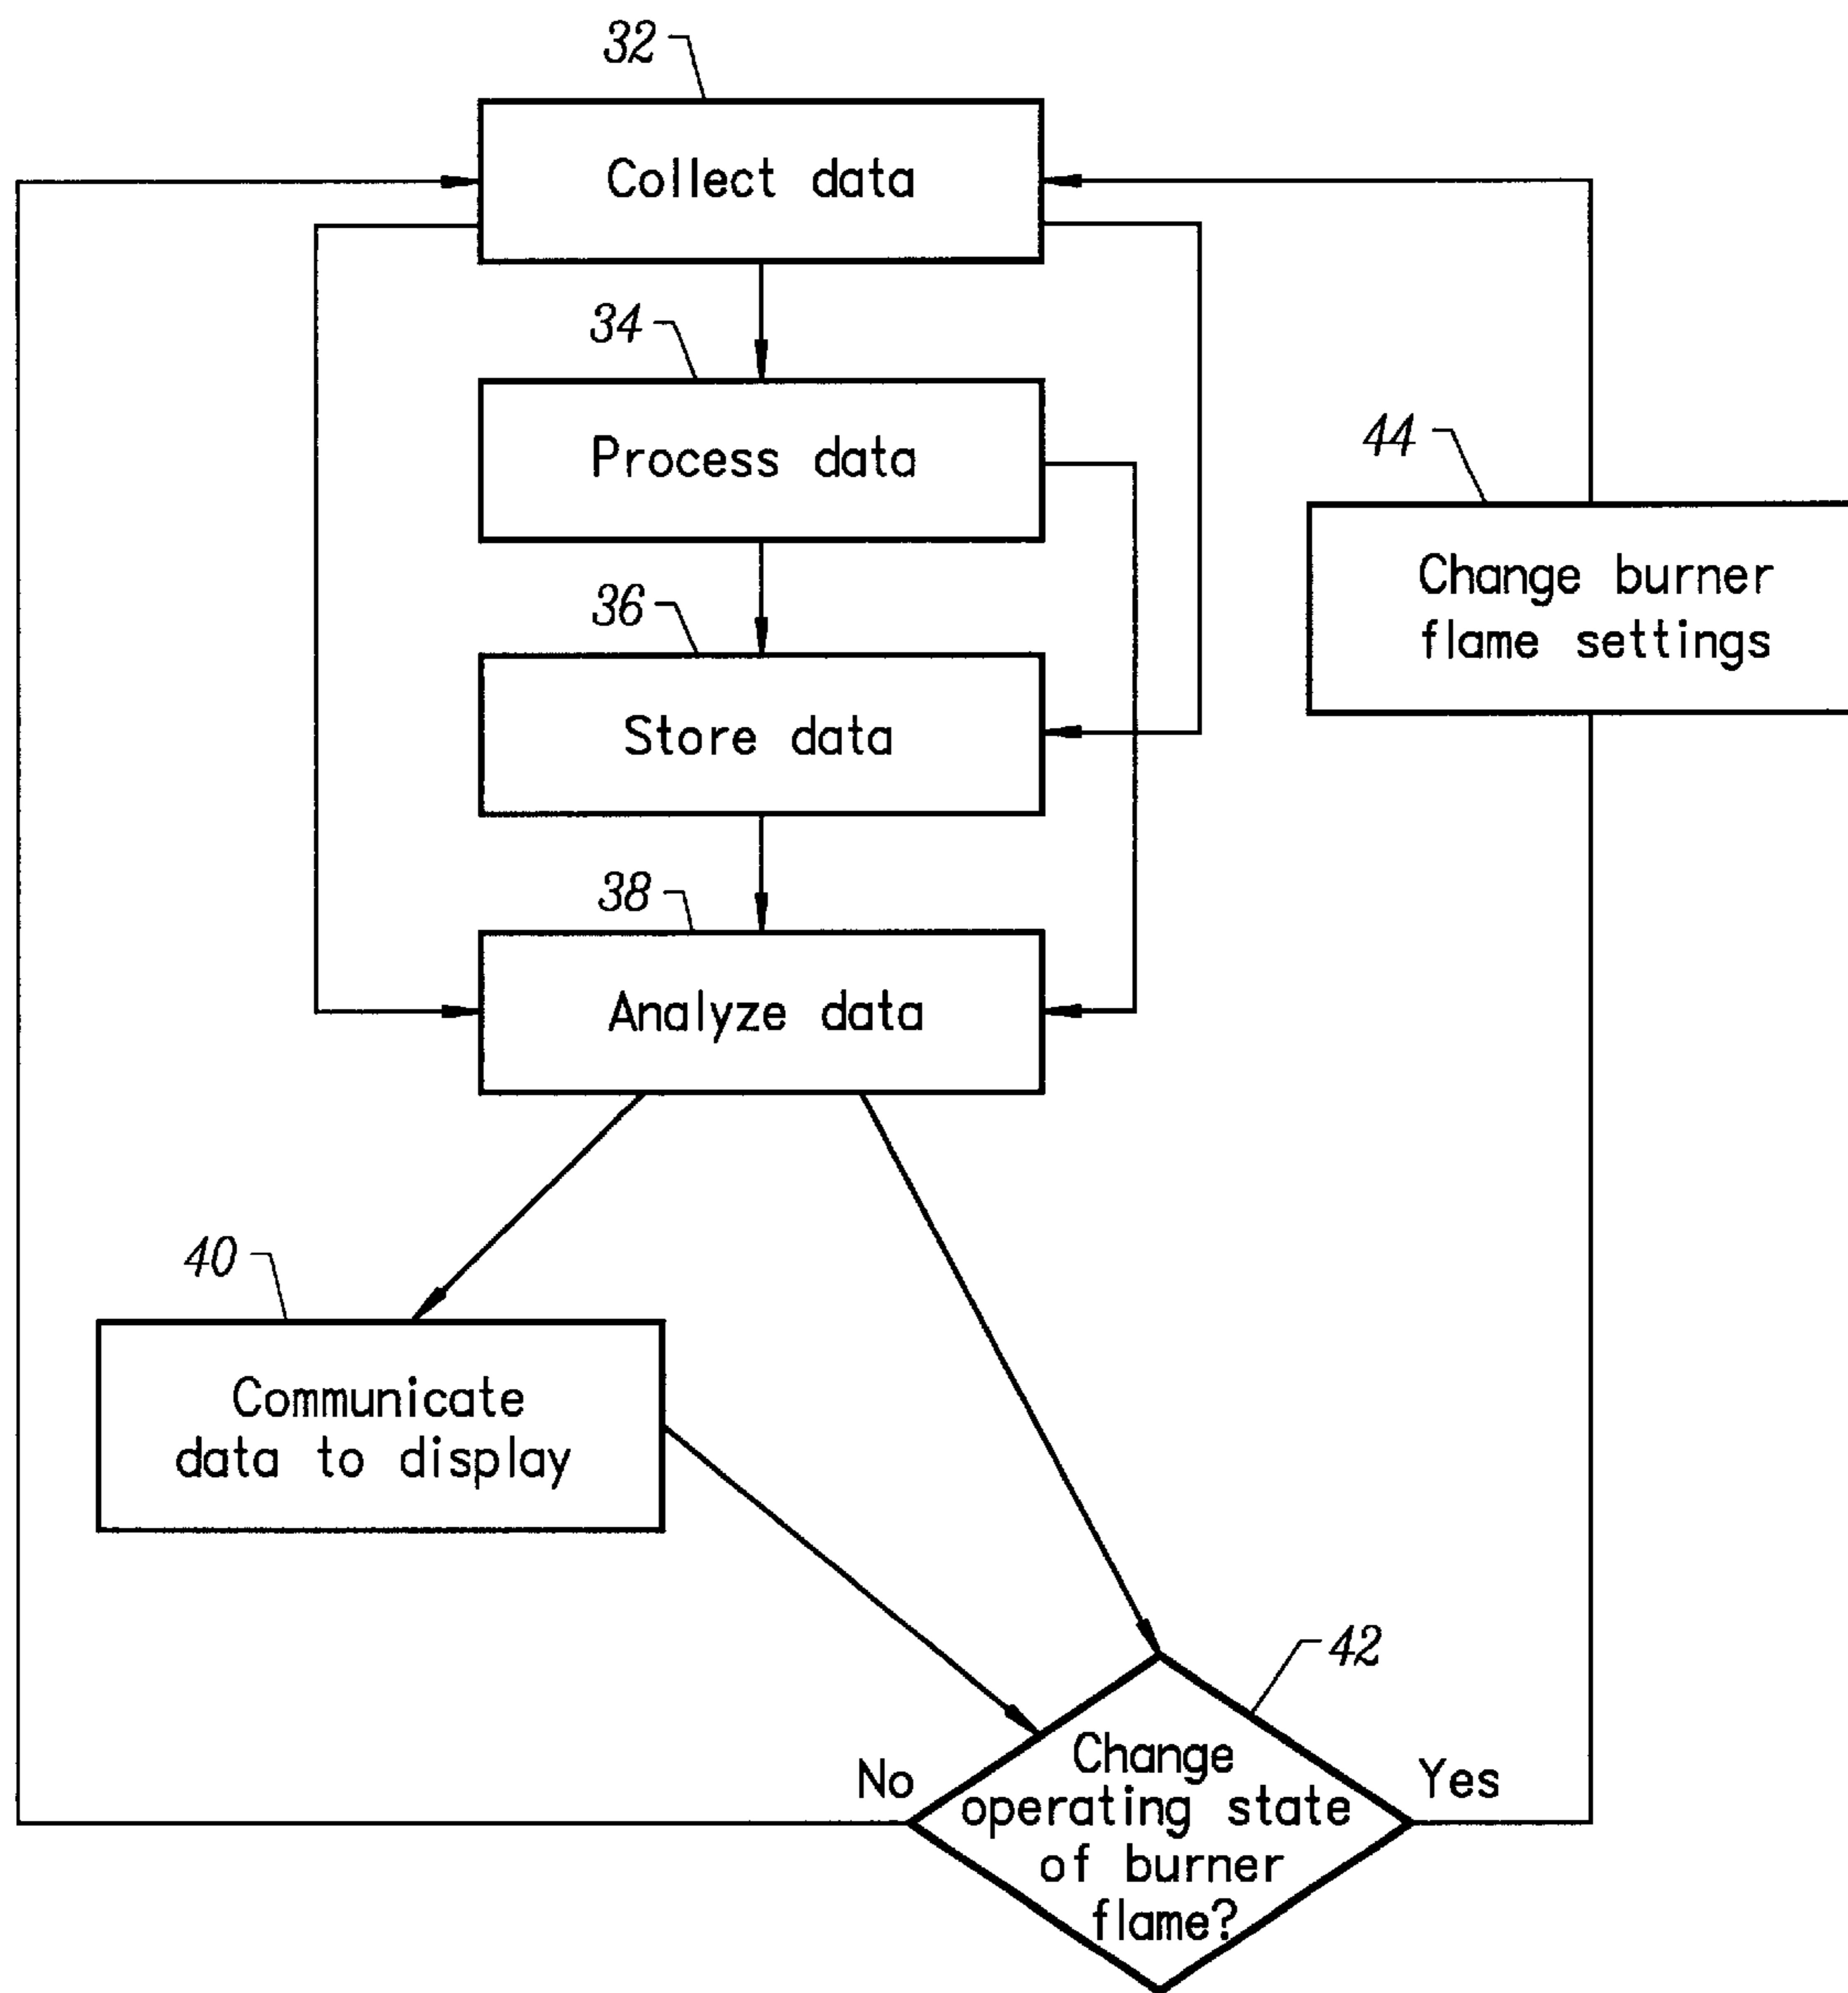 32
Collect data
34
Process data
44
Change burner
flame settings
36
Store data
38
Analyze data
40
Communicate
data to display
42
No
Change
operating state
of burner
flame?
Yes